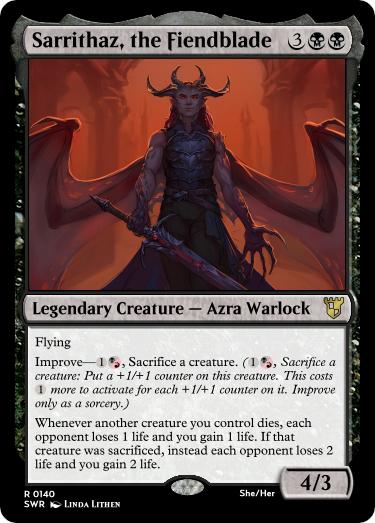 Sarrithaz, the Fiendblade 3
Legendary Creature — Azra Warlock
Flying
Improve—1, Sacrifice a creature. (1, Sacrifice a
creature: Put a +1/+1 counter on this creature. This costs
1 more to activate for each +1/+1 counter on it. Improve
only as a sorcery.)
Whenever another creature you control dies, each
opponent loses 1 life and you gain 1 life. If that
creature was sacrificed, instead each opponent loses 2
life and you gain 2 life.
4/3
R 0140 She/Her
SWR Linda Lithen